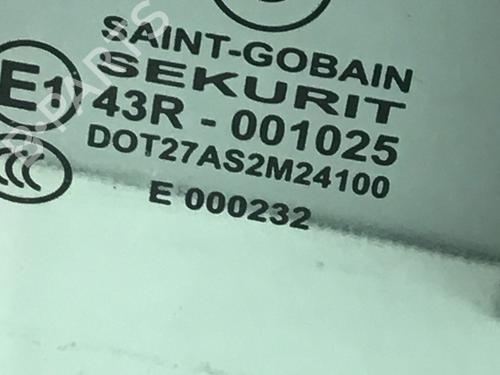 SAINT-GOBAIN
SEKURIT
E1
43R - 001025
DOT27AS2M24100
E 000232